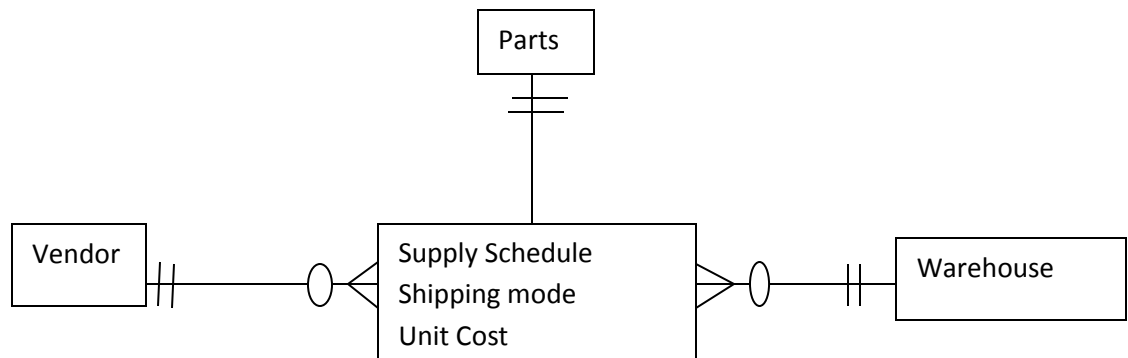 Parts
Vendor
Supply Schedule
Shipping mode
Unit Cost
Warehouse